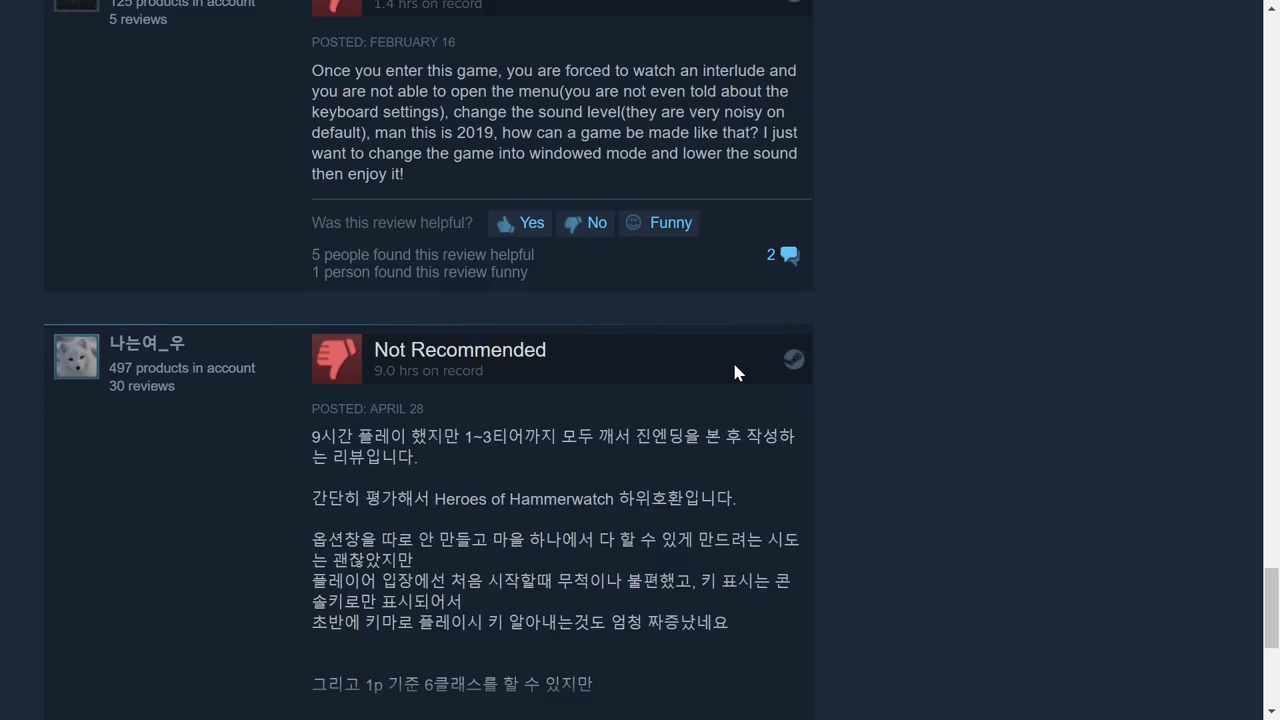 125 products in account
5 reviews
1.4 hrs on record
POSTED: FEBRUARY 16
Once you enter this game, you are forced to watch an interlude and
you are not able to open the menu(you are not even told about the
keyboard settings), change the sound level(they are very noisy on
default), man this is 2019, how can a game be made like that? I just
want to change the game into windowed mode and lower the sound
then enjoy it!
Was this review helpful? Yes No Funny
5 people found this review helpful
1 person found this review funny
2
나는여_우
497 products in account
30 reviews
Not Recommended
9.0 hrs on record
POSTED: APRIL 28
9시간 플레이 했지만 1~3티어까지 모두 깨서 진엔딩을 본 후 작성하
는 리뷰입니다.
간단히 평가해서 Heroes of Hammerwatch 하위호환입니다.
옵션창을 따로 안 만들고 마을 하나에서 다 할 수 있게 만드려는 시도
는 괜찮았지만
플레이어 입장에선 처음 시작할때 무척이나 불편했고, 키 표시는 콘
솔키로만 표시되어서
초반에 키마로 플레이시 키 알아내는것도 엄청 짜증났네요
그리고 1p 기준 6클래스를 할 수 있지만